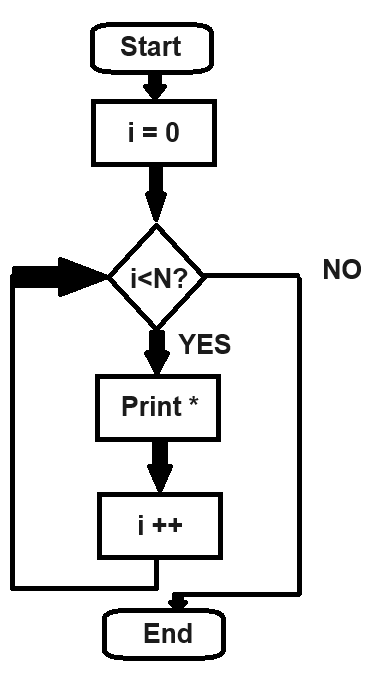 Start
i = 0
i<N?
NO
YES
Print *
i ++
End